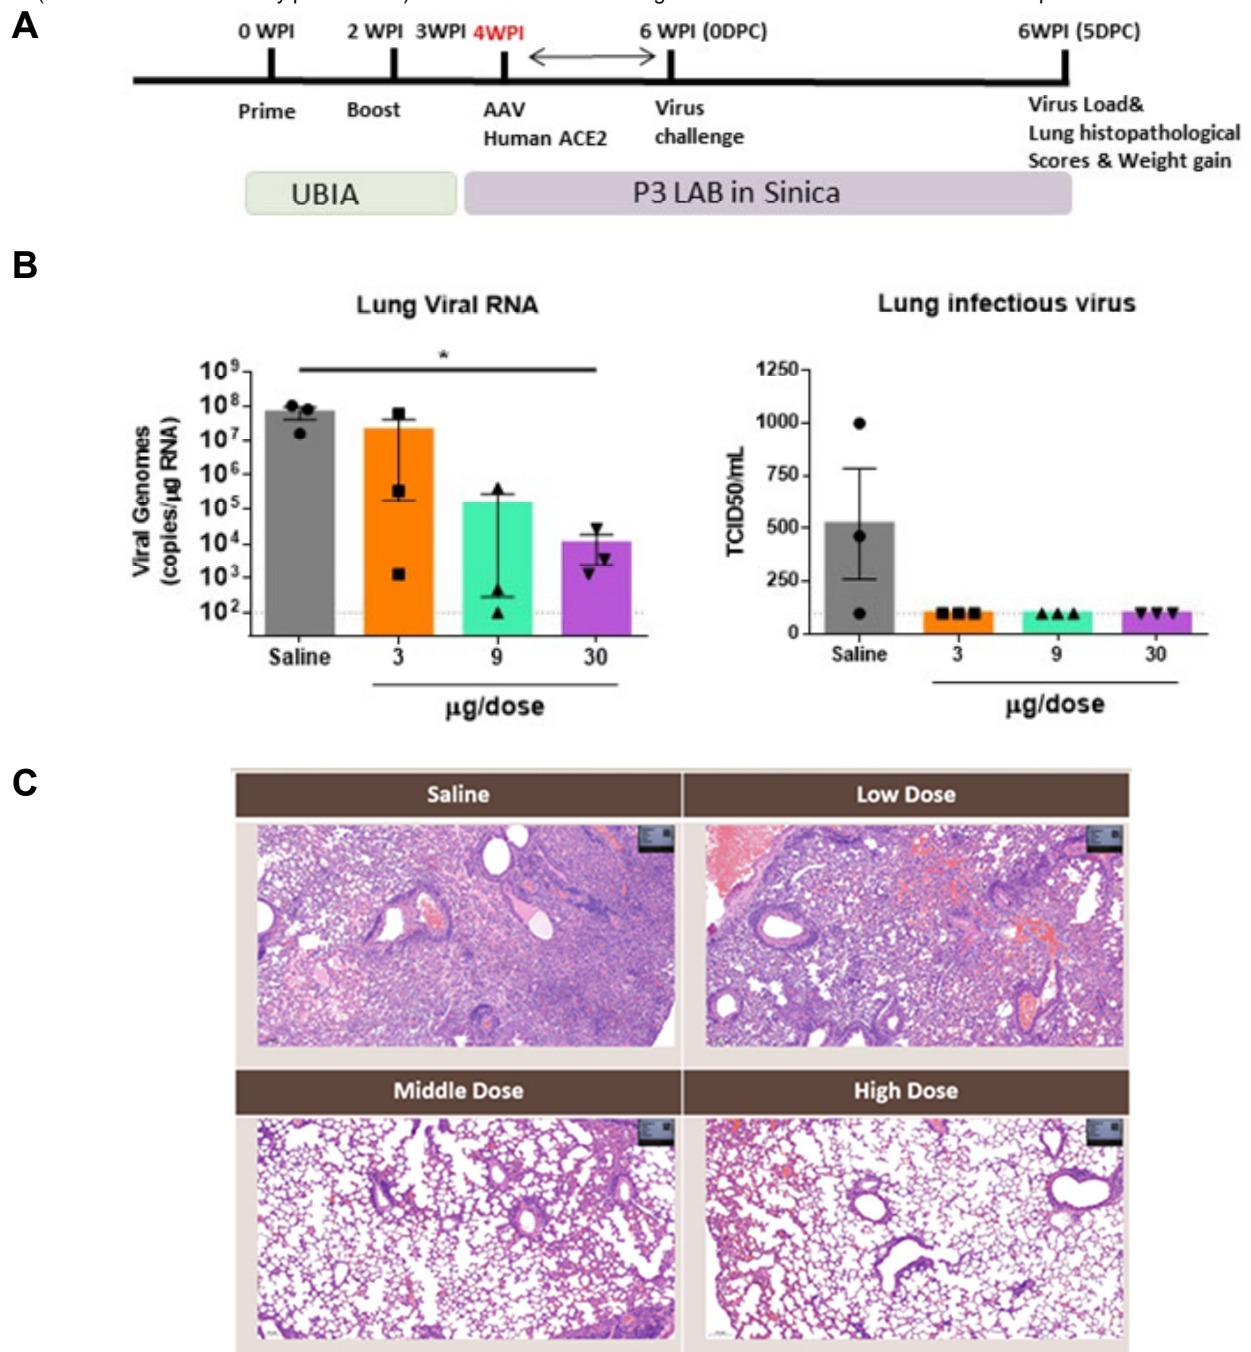 A
0 WPI 2 WPI 3WPI 4WPI 6 WPI (0DPC) 6WPI (5DPC)
Prime Boost AAV Human ACE2 Virus challenge Virus Load& Lung histopathological Scores & Weight gain
UBIA P3 LAB in Sinica
B
Lung Viral RNA
*
Viral Genomes
(copies/μg RNA)
10⁹
10⁸
10⁷
10⁶
10⁵
10⁴
10³
10²
Saline 3 9 30
μg/dose
Lung infectious virus
TCID50/mL
1250
1000
750
500
250
0
Saline 3 9 30
μg/dose
C
Saline Low Dose
Middle Dose High Dose